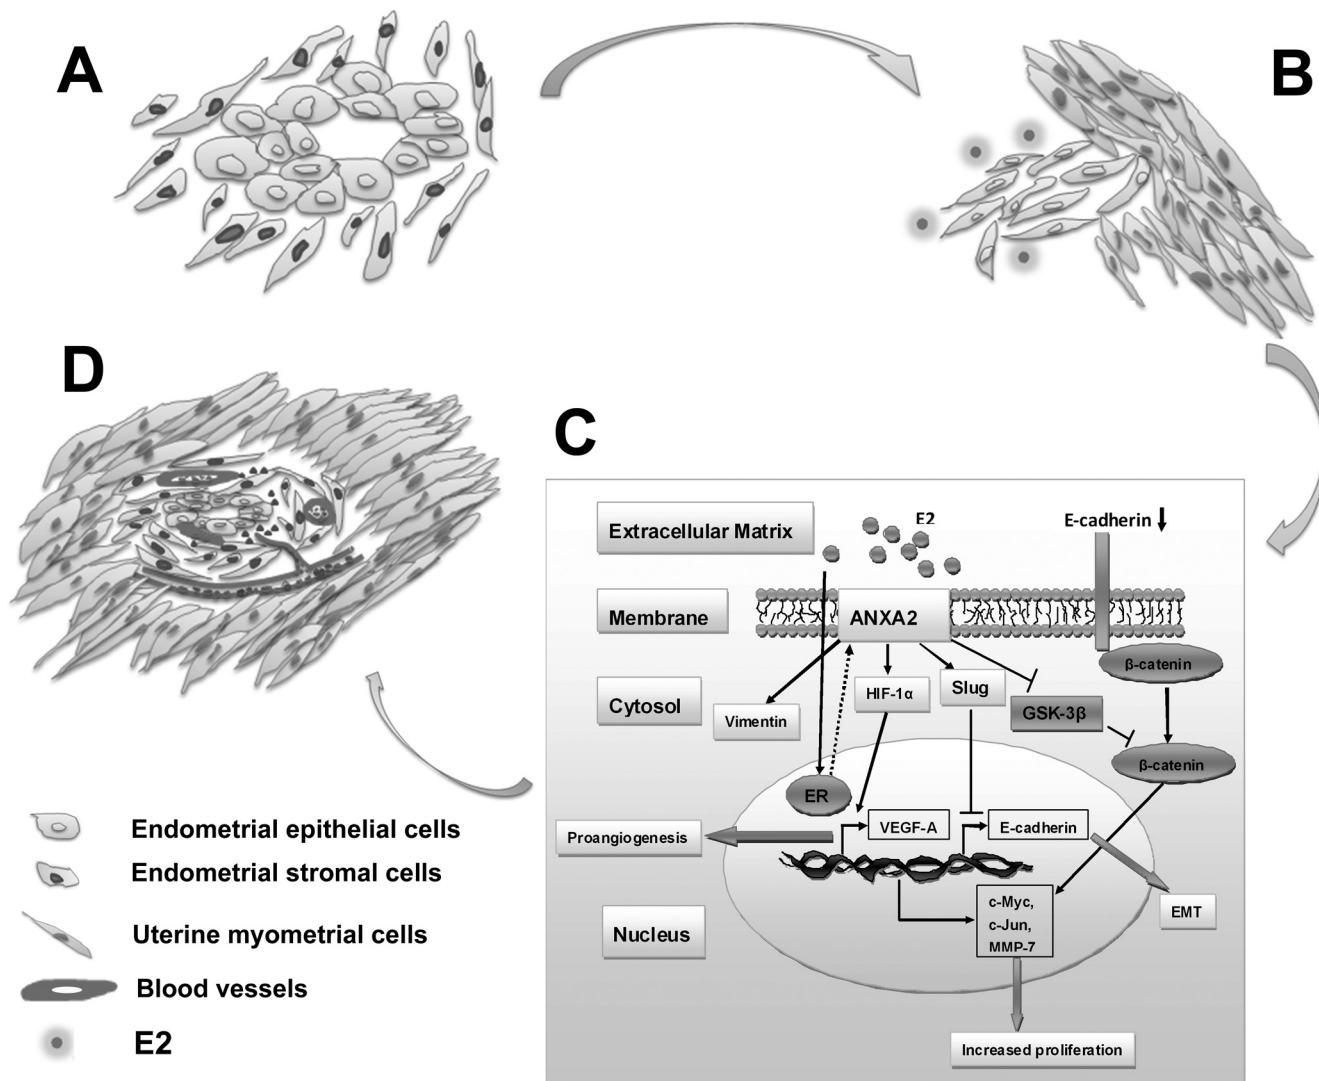 A
B
D
C
Extracellular Matrix
E2
E-cadherin
Membrane
ANXA2
β-catenin
Cytosol
Vimentin
HIF-1α
Slug
GSK-3β
β-catenin
ER
Proangiogenesis
VEGF-A
E-cadherin
Nucleus
c-Myc,
c-Jun,
MMP-7
EMT
Increased proliferation
Endometrial epithelial cells
Endometrial stromal cells
Uterine myometrial cells
Blood vessels
E2